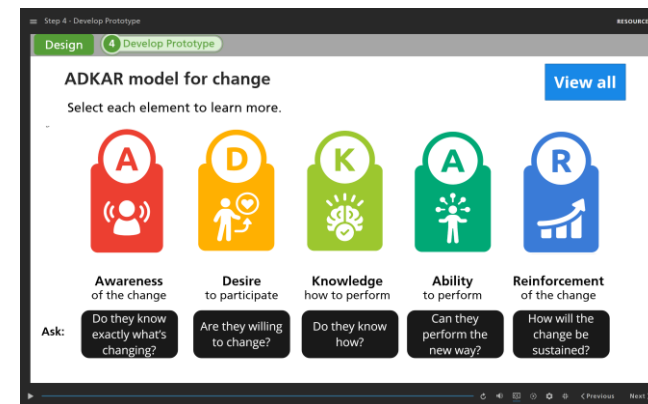 Step 4 - Develop Prototype
RESOURCE
Design
4 Develop Prototype
ADKAR model for change
View all
Select each element to learn more.
A
D
K
A
R
Awareness
of the change
Desire
to participate
Knowledge
how to perform
Ability
to perform
Reinforcement
of the change
Ask:
Do they know
exactly what's
changing?
Are they willing
to change?
Do they know
how?
Can they
perform the
new way?
How will the
change be
sustained?
Previous
Next